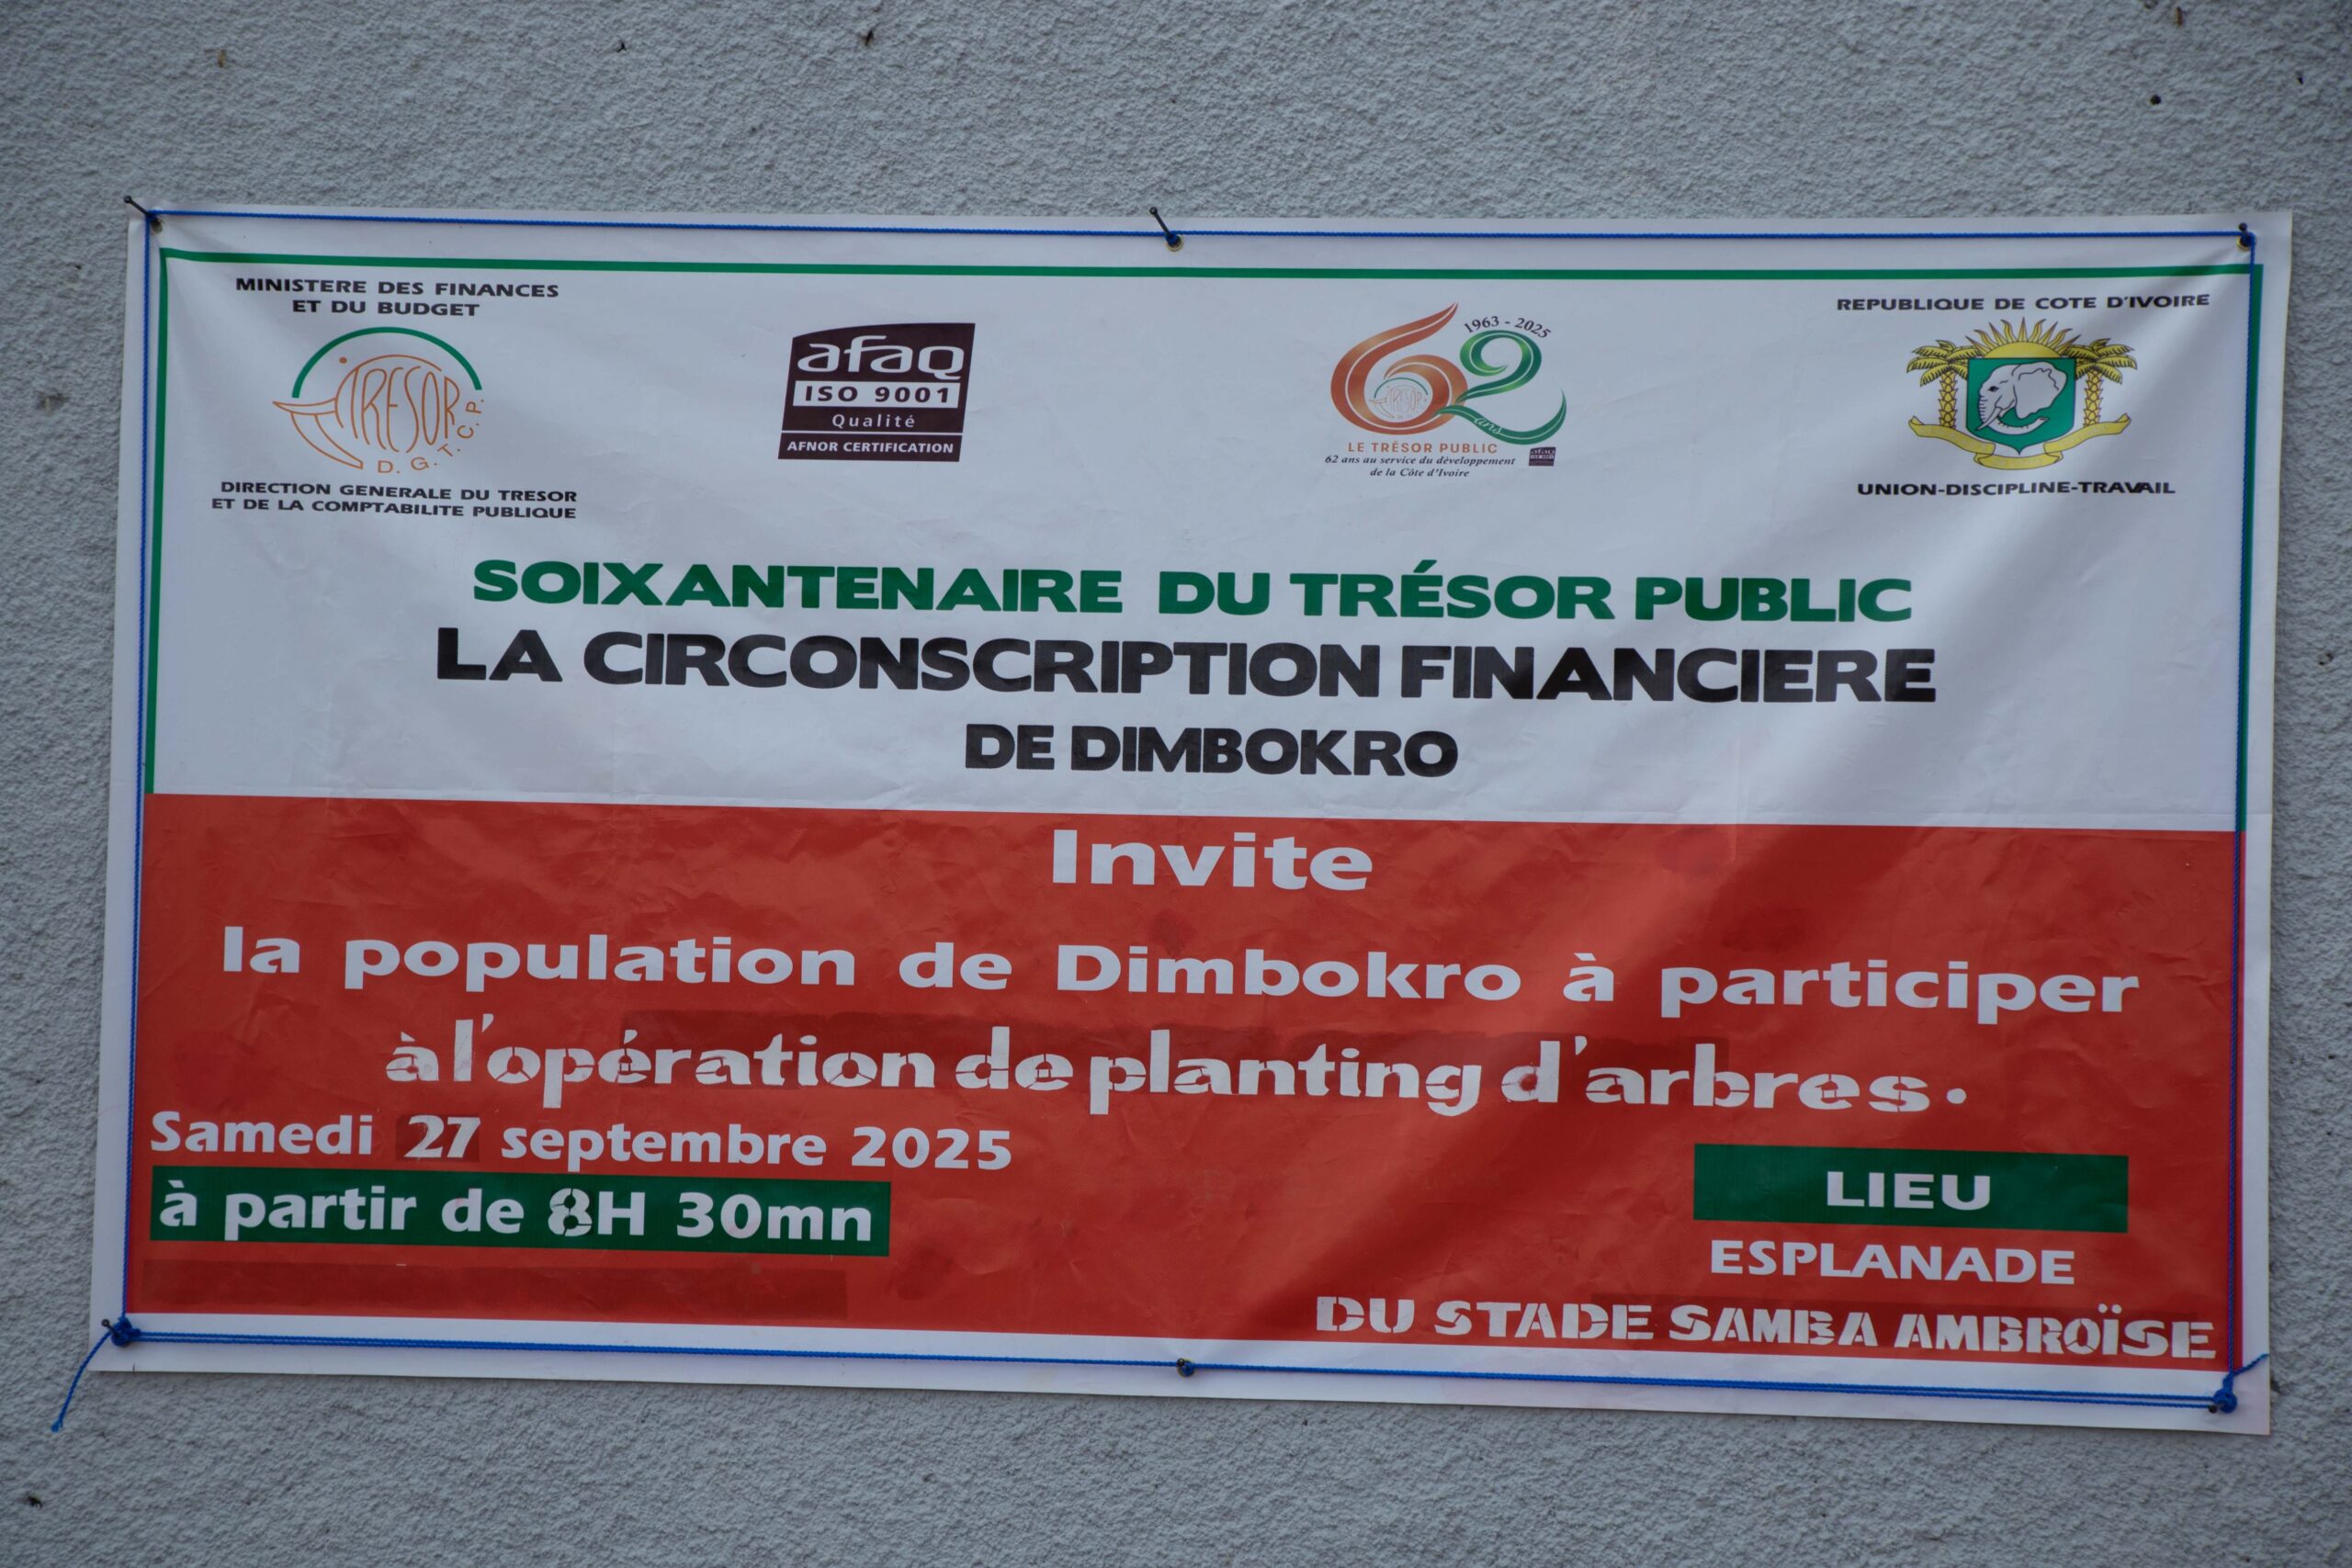 MINISTERE DES FINANCES
ET DU BUDGET
TRESOR
D. G. T. C. P.
DIRECTION GENERALE DU TRESOR
ET DE LA COMPTABILITE PUBLIQUE
afaq
ISO 9001
Qualité
AFNOR CERTIFICATION
1963 - 2025
62
TRESOR
ans
LE TRÉSOR PUBLIC
62 ans au service du développement
de la Côte d'Ivoire
REPUBLIQUE DE COTE D'IVOIRE
UNION-DISCIPLINE-TRAVAIL
SOIXANTENAIRE DU TRÉSOR PUBLIC
LA CIRCONSCRIPTION FINANCIERE
DE DIMBOKRO
Invite
la population de Dimbokro à participer
à l'opération de planting d'arbres.
Samedi 27 septembre 2025
à partir de 8H 30mn
LIEU
ESPLANADE
DU STADE SAMBA AMBROÏSE